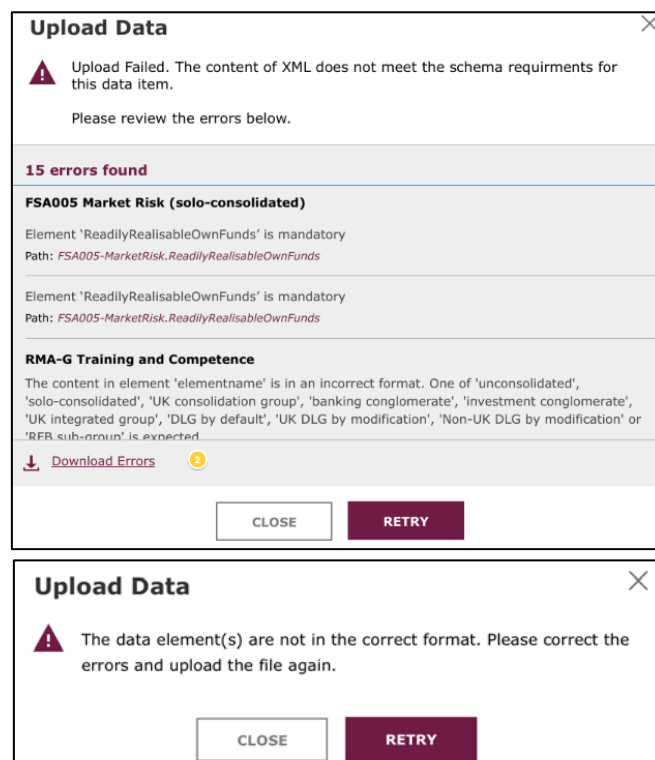 Upload Data
Upload Failed. The content of XML does not meet the schema requirments for
this data item.
Please review the errors below.
15 errors found
FSA005 Market Risk (solo-consolidated)
Element ‘ReadilyRealisableOwnFunds’ is mandatory
Path: FSA005-MarketRisk.ReadilyRealisableOwnFunds
Element ‘ReadilyRealisableOwnFunds’ is mandatory
Path: FSA005-MarketRisk.ReadilyRealisableOwnFunds
RMA-G Training and Competence
The content in element 'elementname' is in an incorrect format. One of 'unconsolidated',
'solo-consolidated', 'UK consolidation group', 'banking conglomerate', 'investment conglomerate',
'UK integrated group', 'DLG by default', 'UK DLG by modification', 'Non-UK DLG by modification' or
'RFB sub-group' is expected
Download Errors 2
CLOSE RETRY
Upload Data
The data element(s) are not in the correct format. Please correct the
errors and upload the file again.
CLOSE RETRY